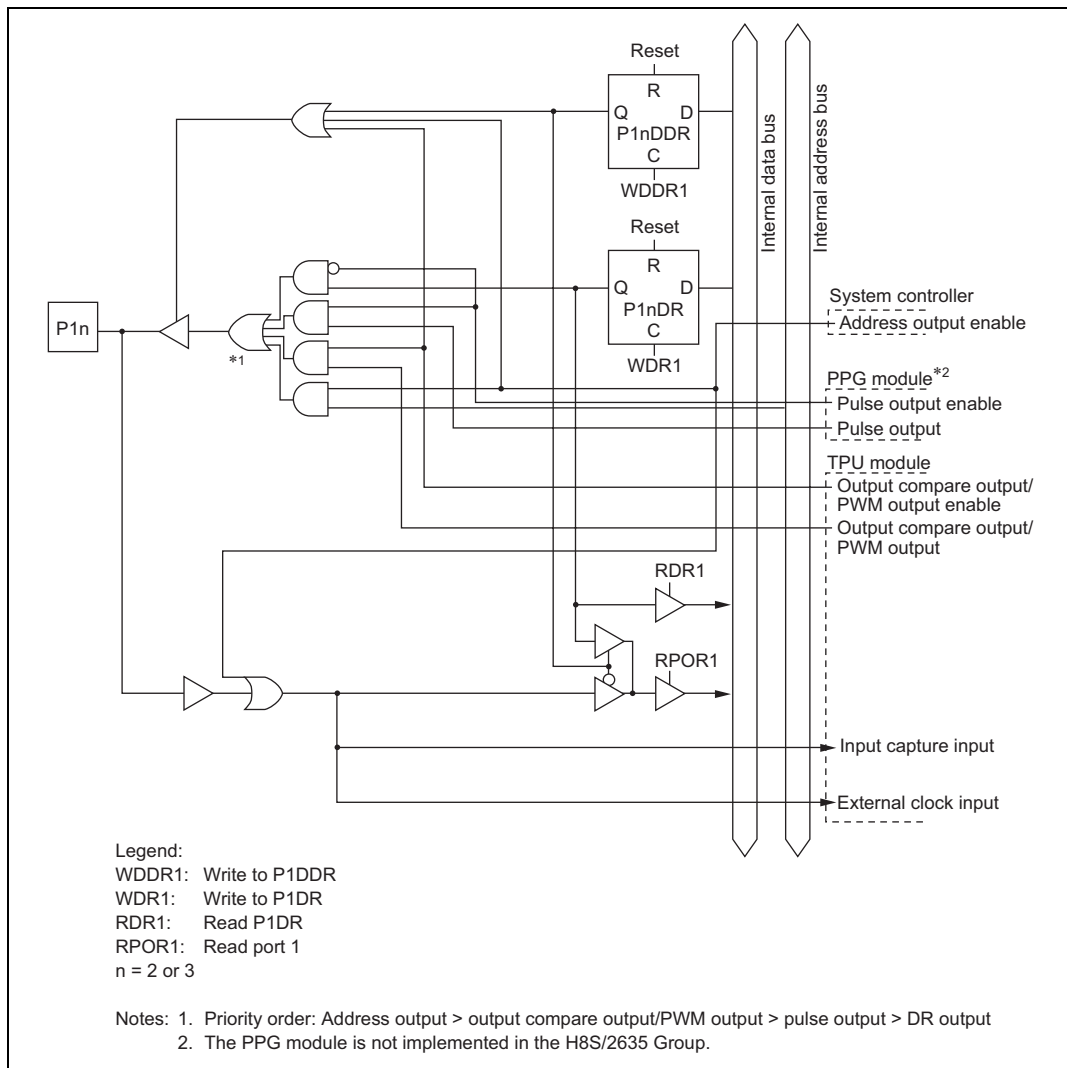 Reset
R
Q
D
P1nDDR
C
WDDR1
Reset
R
Q
D
P1nDR
C
WDR1
Internal data bus
Internal address bus
System controller
Address output enable
PPG module*2
Pulse output enable
Pulse output
TPU module
Output compare output/
PWM output enable
Output compare output/
PWM output
P1n
*1
RDR1
RPOR1
Input capture input
External clock input
Legend:
WDDR1: Write to P1DDR
WDR1: Write to P1DR
RDR1: Read P1DR
RPOR1: Read port 1
n = 2 or 3
Notes: 1. Priority order: Address output > output compare output/PWM output > pulse output > DR output
2. The PPG module is not implemented in the H8S/2635 Group.